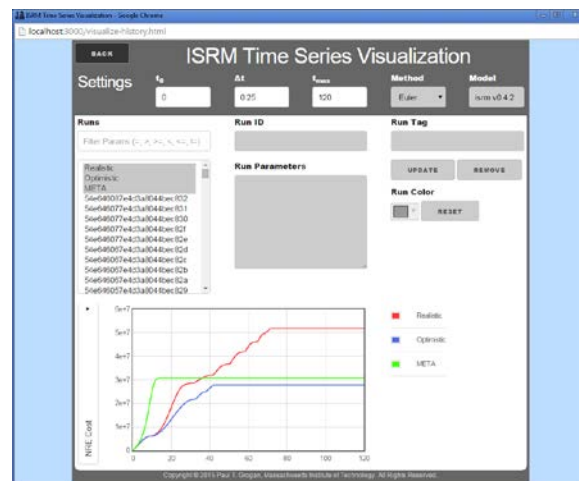 ISRM Time Series Visualization - Google Chrome
localhost:3000/visualize-history.html
BACK
ISRM Time Series Visualization
Settings
t₀
Δt
tmax
Method
Model
0
0.25
120
Euler
isrm v0.4.2
Runs
Run ID
Run Tag
Filter Params (=, >, >=, <, <=, !=)
Realistic
Optimistic
META
Run Parameters
UPDATE
REMOVE
Run Color
RESET
6e+7
5e+7
4e+7
3e+7
2e+7
1e+7
0
NRE Cost
0
20
40
60
80
100
120
Realistic
Optimistic
META
Copyright © 2015 Paul T. Grogan, Massachusetts Institute of Technology. All Rights Reserved.